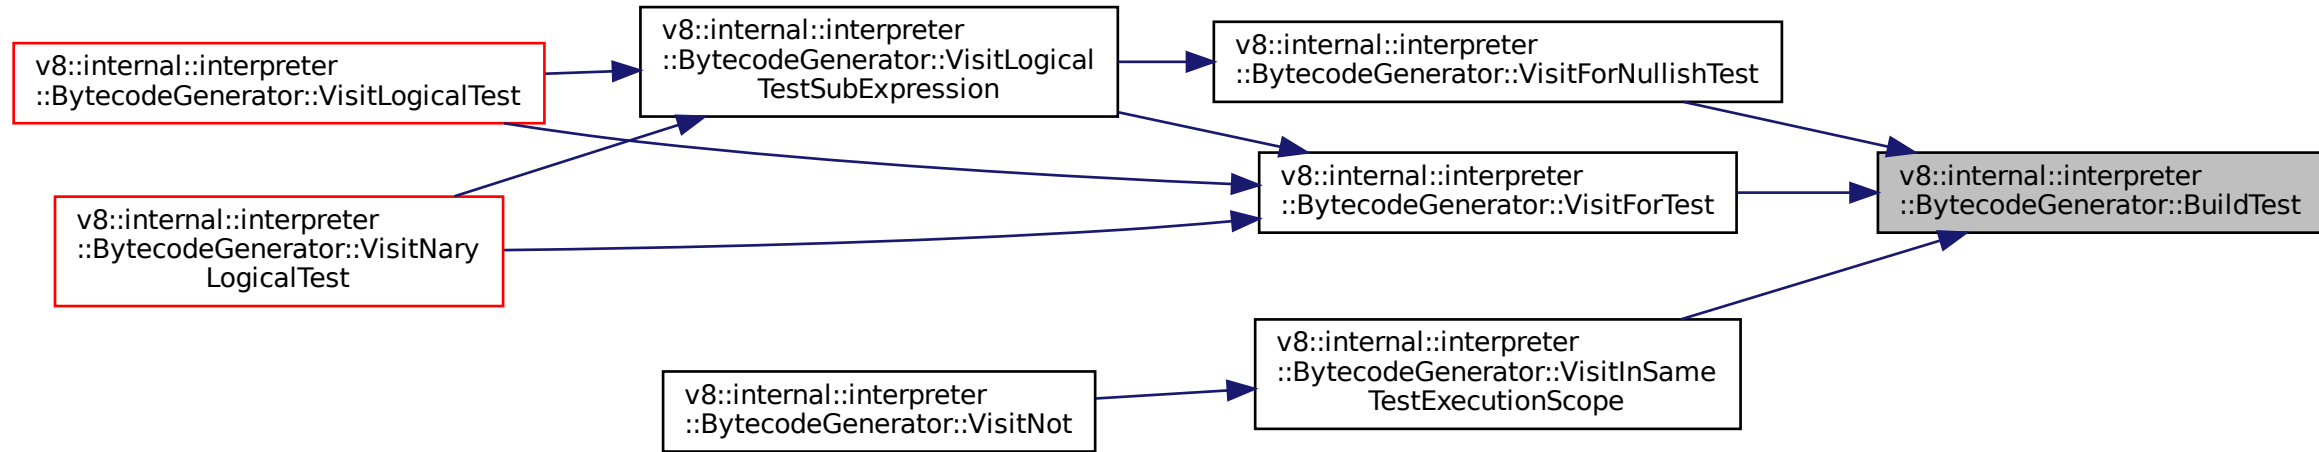 v8::internal::interpreter
::BytecodeGenerator::VisitLogicalTest
v8::internal::interpreter
::BytecodeGenerator::VisitLogical
TestSubExpression
v8::internal::interpreter
::BytecodeGenerator::VisitForNullishTest
v8::internal::interpreter
::BytecodeGenerator::VisitNary
LogicalTest
v8::internal::interpreter
::BytecodeGenerator::VisitForTest
v8::internal::interpreter
::BytecodeGenerator::BuildTest
v8::internal::interpreter
::BytecodeGenerator::VisitInSame
TestExecutionScope
v8::internal::interpreter
::BytecodeGenerator::VisitNot